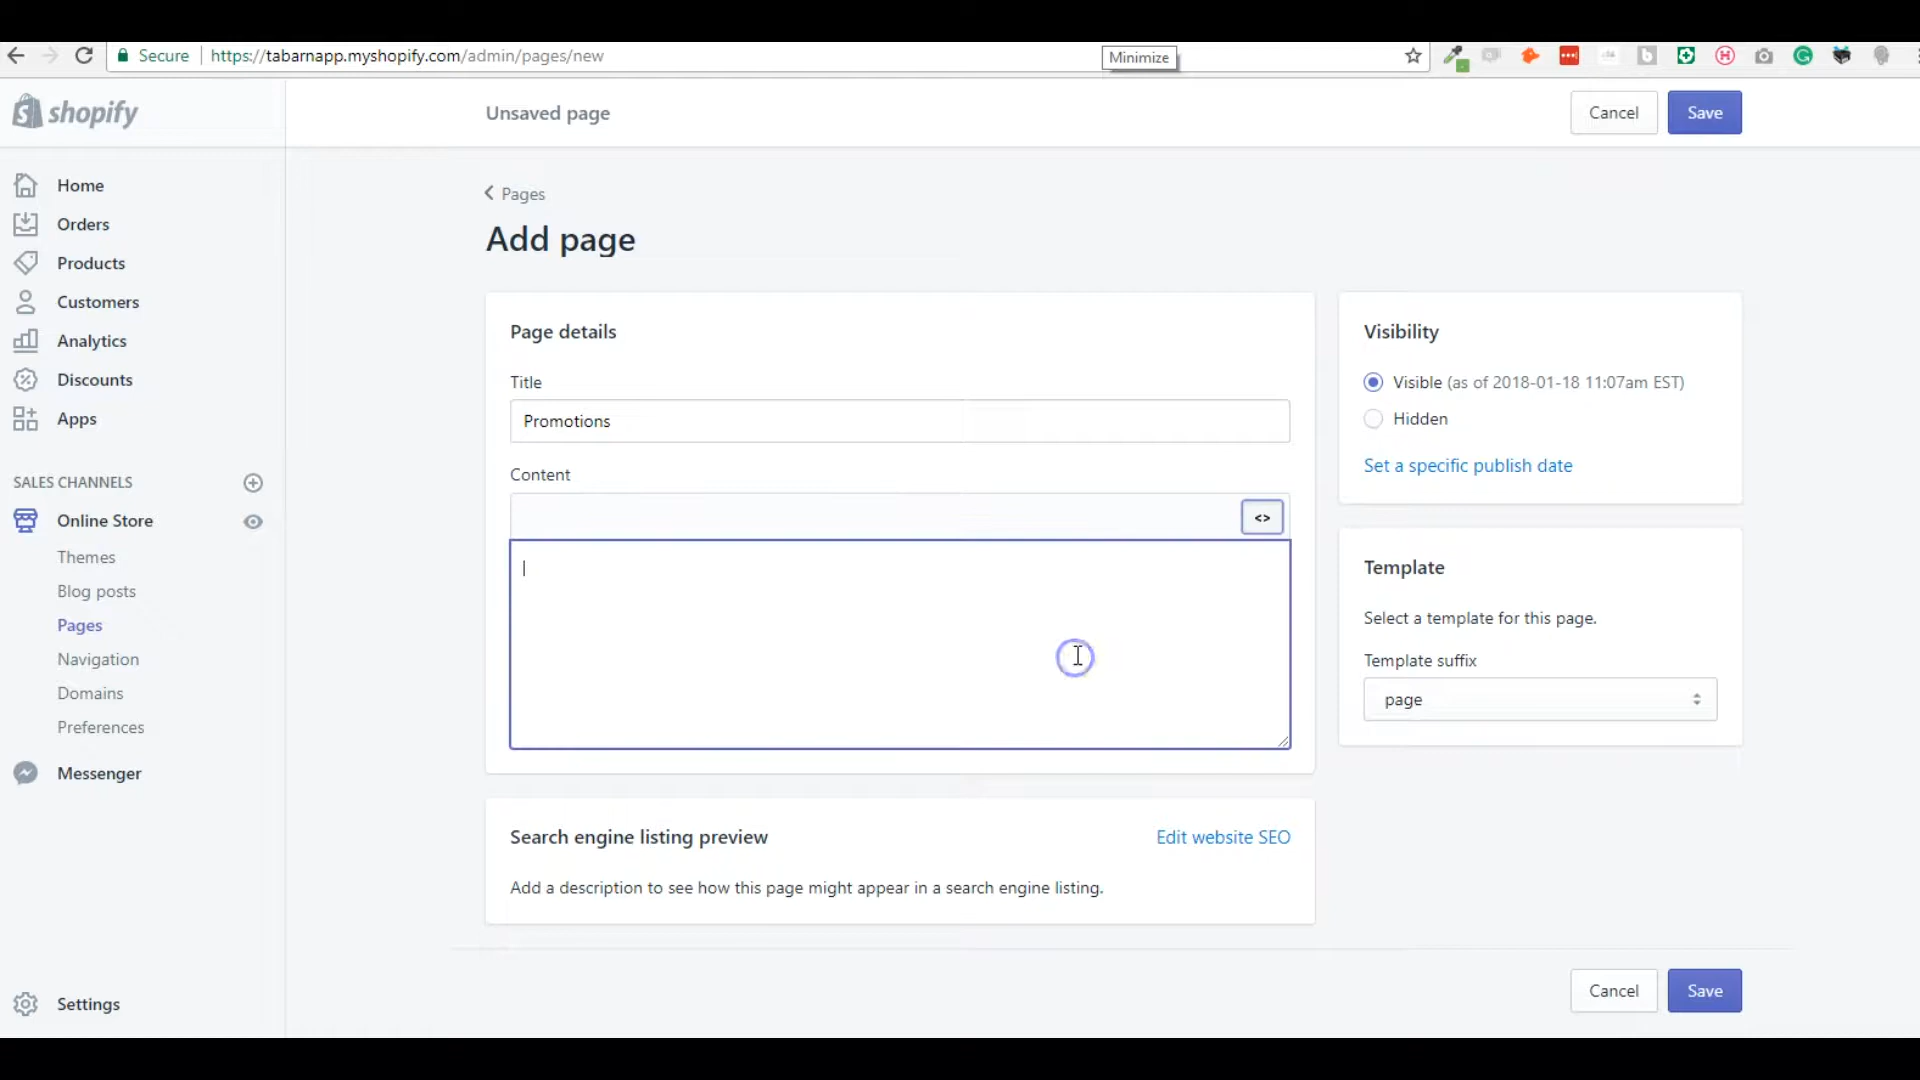 Secure
https://tabarnapp.myshopify.com/admin/pages/new
Minimize
shopify
Unsaved page
Cancel
Save
Home
Orders
Products
Customers
Analytics
Discounts
Apps
SALES CHANNELS
Online Store
Themes
Blog posts
Pages
Navigation
Domains
Preferences
Messenger
Settings
Pages
Add page
Page details
Title
Promotions
Content
<>
Search engine listing preview
Edit website SEO
Add a description to see how this page might appear in a search engine listing.
Visibility
Visible (as of 2018-01-18 11:07am EST)
Hidden
Set a specific publish date
Template
Select a template for this page.
Template suffix
page
Cancel
Save